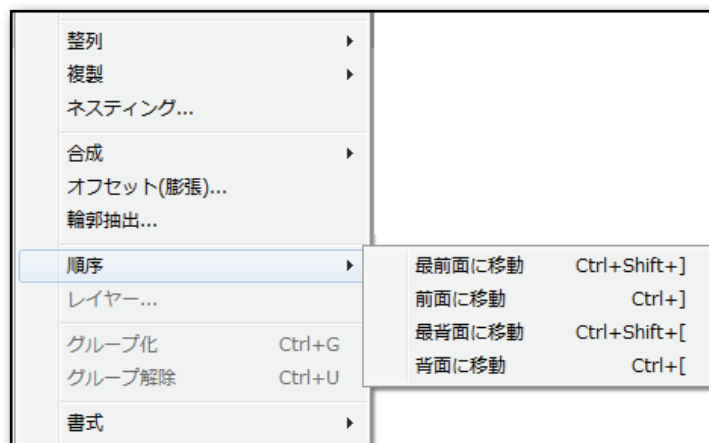 整列
複製
ネスティング...
合成
オフセット(膨張)...
輪郭抽出...
順序
最前面に移動 Ctrl+Shift+]
レイヤー...
前面に移動 Ctrl+]
最背面に移動 Ctrl+Shift+[
グループ化 Ctrl+G
背面に移動 Ctrl+[
グループ解除 Ctrl+U
書式